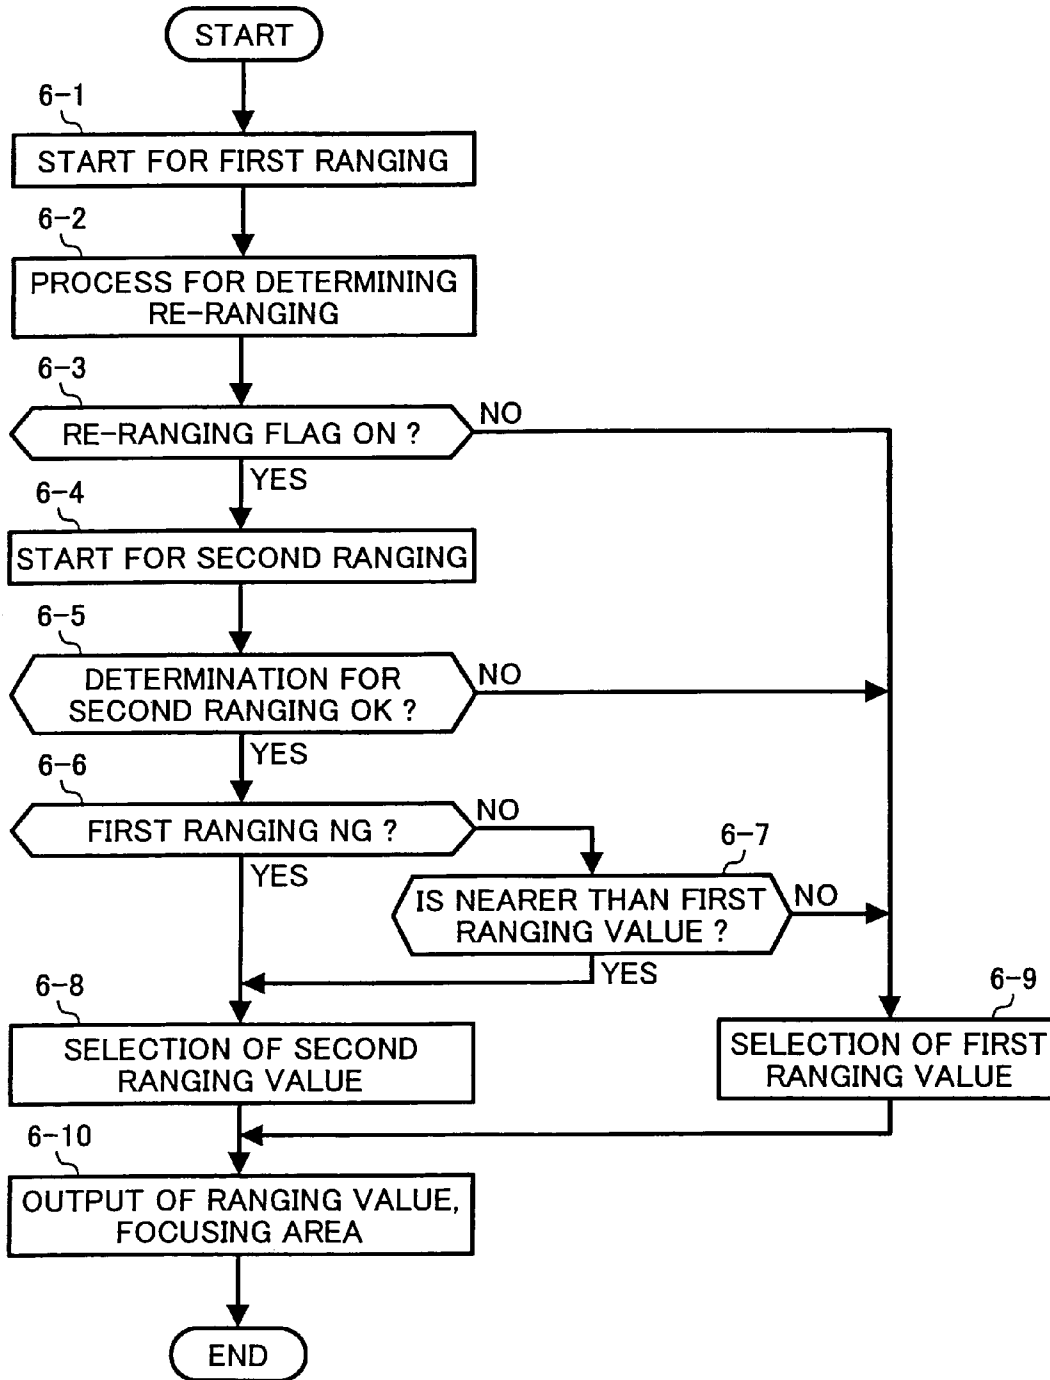 START
6-1
START FOR FIRST RANGING
6-2
PROCESS FOR DETERMINING
RE-RANGING
6-3
RE-RANGING FLAG ON ?
NO
YES
6-4
START FOR SECOND RANGING
6-5
DETERMINATION FOR
SECOND RANGING OK ?
NO
YES
6-6
FIRST RANGING NG ?
NO
YES
6-7
IS NEARER THAN FIRST
RANGING VALUE ?
NO
YES
6-8
SELECTION OF SECOND
RANGING VALUE
6-9
SELECTION OF FIRST
RANGING VALUE
6-10
OUTPUT OF RANGING VALUE,
FOCUSING AREA
END